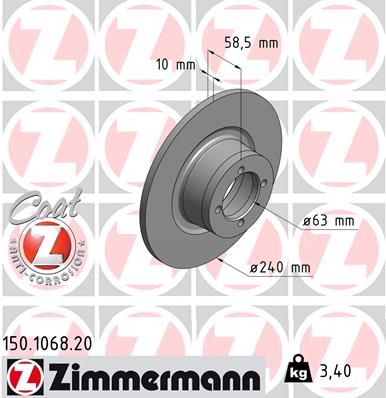 58,5 mm
10 mm
Coat
Z
ANTI-CORROSION
ø63 mm
ø240 mm
150.1068.20
Z Zimmermann
kg 3,40